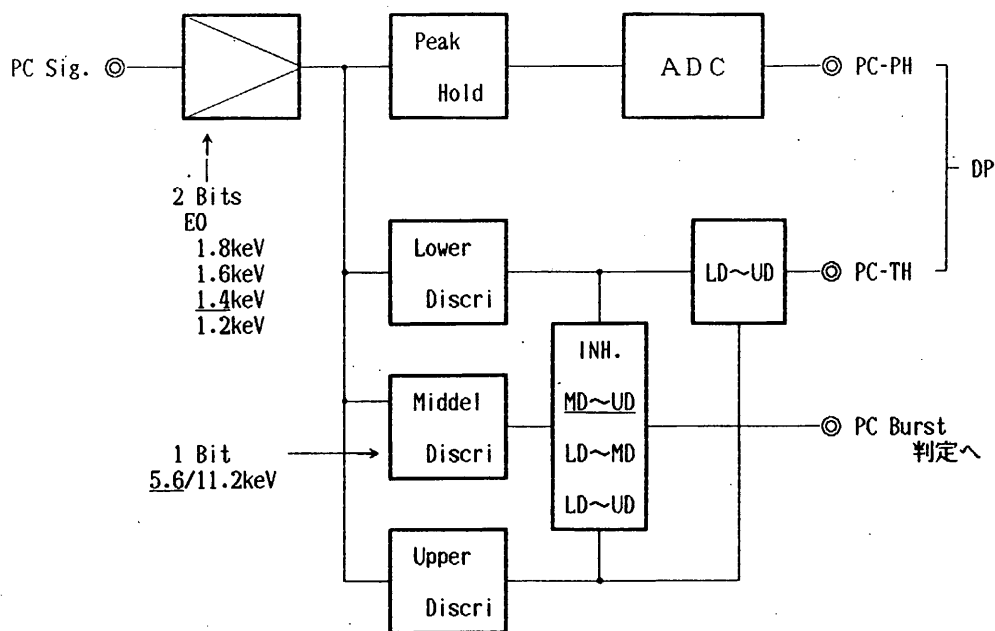 PC Sig.
Peak
Hold
ADC
PC-PH
DP
2 Bits
E0
1.8keV
1.6keV
1.4keV
1.2keV
Lower
Discri
LD~UD
PC-TH
INH.
MD~UD
LD~MD
LD~UD
Middel
Discri
PC Burst
判定へ
1 Bit
5.6/11.2keV
Upper
Discri